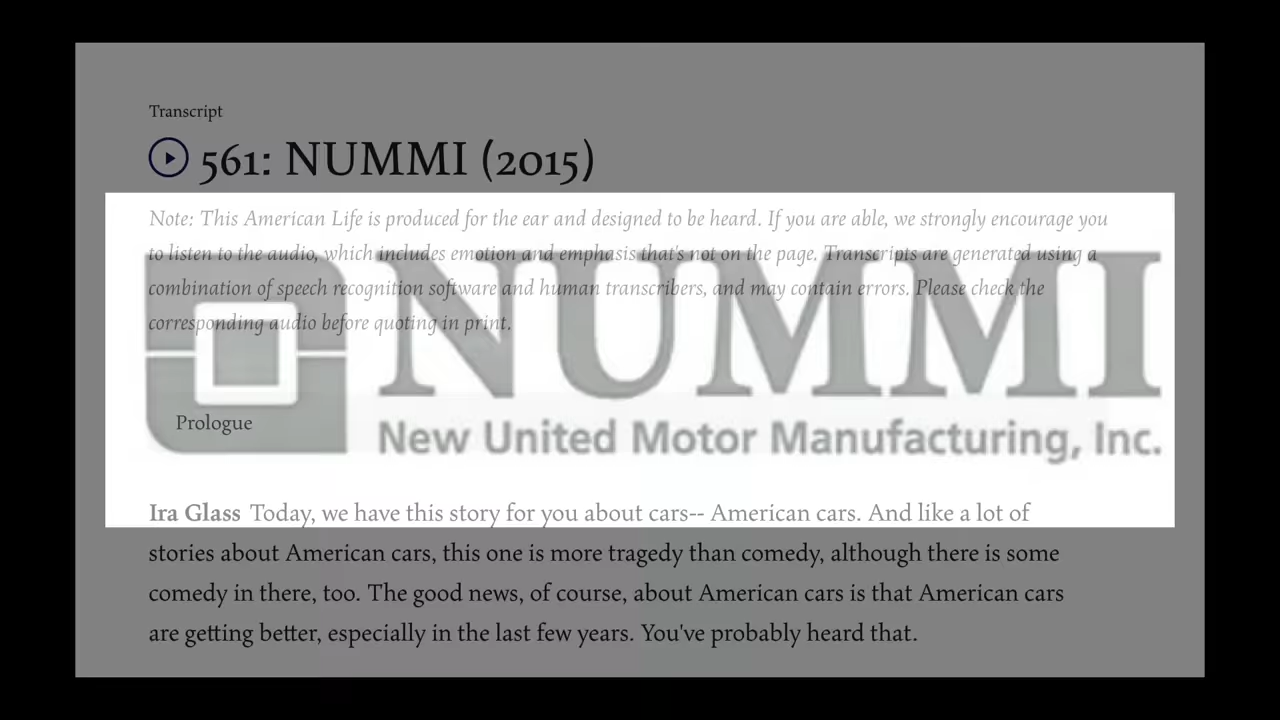 Transcript
561: NUMMI (2015)
Note: This American Life is produced for the ear and designed to be heard. If you are able, we strongly encourage you
to listen to the audio, which includes emotion and emphasis that's not on the page. Transcripts are generated using a
combination of speech recognition software and human transcribers, and may contain errors. Please check the
corresponding audio before quoting in print.
NUMMI
Prologue
New United Motor Manufacturing, Inc.
Ira Glass Today, we have this story for you about cars-- American cars. And like a lot of
stories about American cars, this one is more tragedy than comedy, although there is some
comedy in there, too. The good news, of course, about American cars is that American cars
are getting better, especially in the last few years. You've probably heard that.